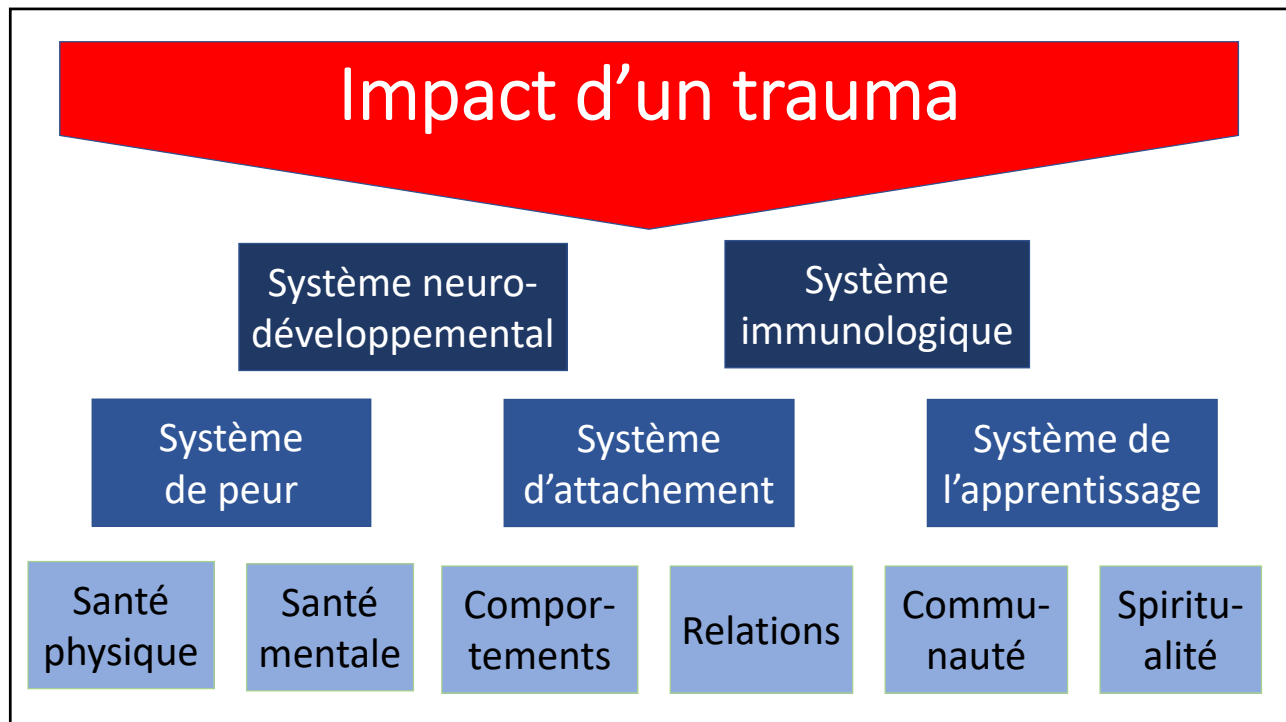 Impact d’un trauma
Système neuro-
développemental
Système
immunologique
Système
de peur
Système
d’attachement
Système de
l’apprentissage
Santé
physique
Santé
mentale
Compor-
tements
Relations
Commu-
nauté
Spiritu-
alité